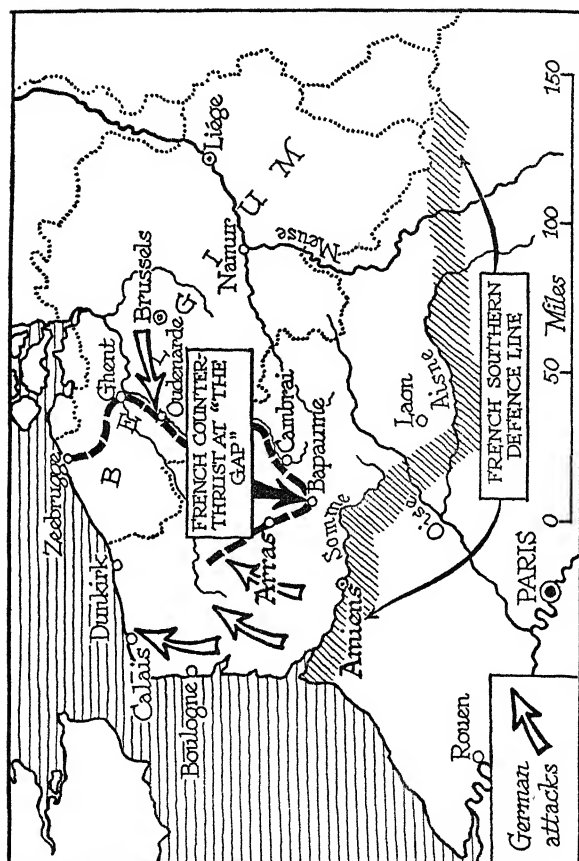 Zeebrugge
Dunkirk
Calais
Boulogne
Ghent
Brussels
Oudenarde
B E L G I U M
Liége
Namur
Meuse
FRENCH COUNTER-
THRUST AT "THE
GAP"
Cambrai
Bapaume
Arras
Somme
Amiens
Laon
Aisne
Oise
Rouen
PARIS
FRENCH SOUTHERN
DEFENCE LINE
German
attacks
0 50 100 150
Miles